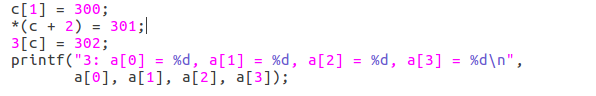 c[1] = 300;
*(c + 2) = 301;
3[c] = 302;
printf("3: a[0] = %d, a[1] = %d, a[2] = %d, a[3] = %d\n",
a[0], a[1], a[2], a[3]);